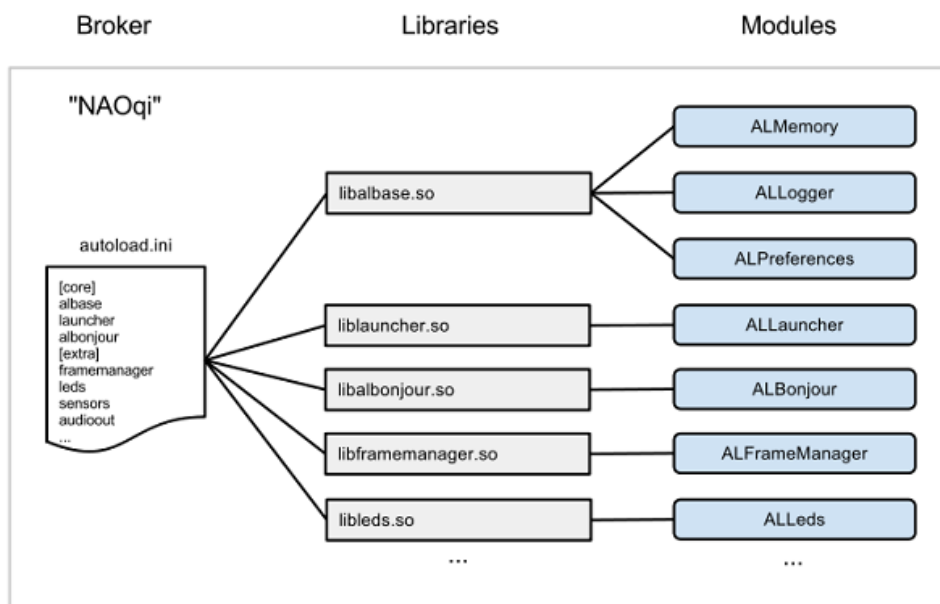 Broker
Libraries
Modules
"NAOqi"
autoload.ini
[core]
albase
launcher
albonjour
[extra]
framemanager
leds
sensors
audioout
...
libalbase.so
liblauncher.so
libalbonjour.so
libframemanager.so
libleds.so
...
ALMemory
ALLogger
ALPreferences
ALLauncher
ALBonjour
ALFrameManager
ALLeds
...